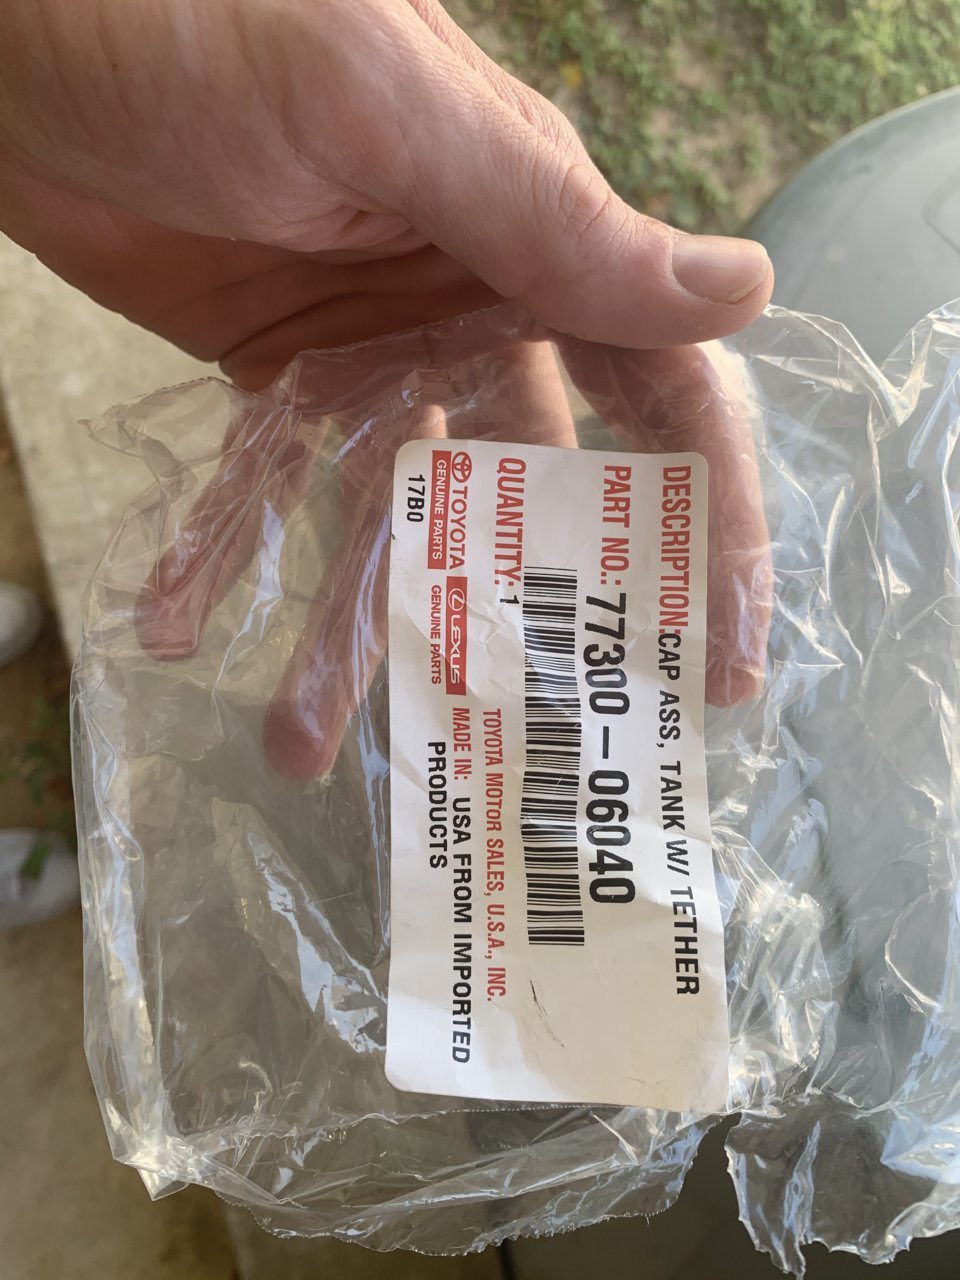 DESCRIPTION:CAP ASS, TANK W/ TETHER
PART NO.: 77300-06040
QUANTITY: 1
TOYOTA
GENUINE PARTS
LEXUS
GENUINE PARTS
TOYOTA MOTOR SALES, U.S.A., INC.
MADE IN: USA FROM IMPORTED
PRODUCTS
17B0